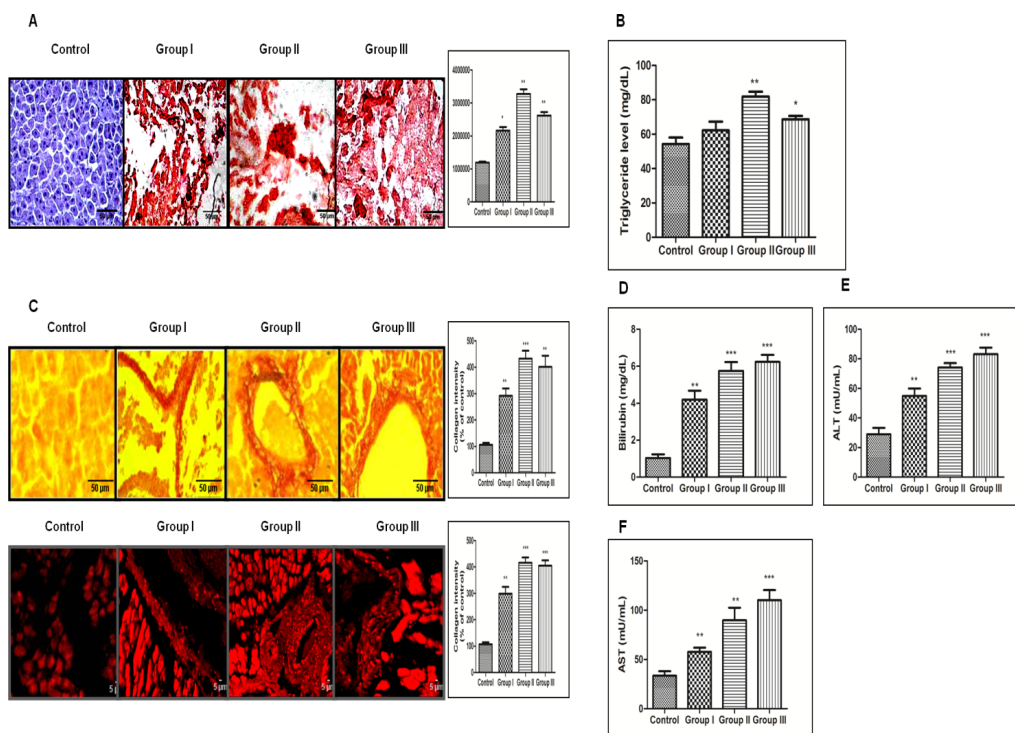 A
Control Group I Group II Group III
50 µm 50 µm 50 µm 50 µm
4000000
3000000
2000000
1000000
0
* ** **
Control Group I Group II Group III
B
Triglyceride level (mg/dL)
100
80
60
40
20
0
** *
Control Group I Group II Group III
C
Control Group I Group II Group III
50 µm 50 µm 50 µm 50 µm
Collagen intensity
(% of control)
500
400
300
200
100
0
** *** **
Control Group I Group II Group III
D
Bilirubin (mg/dL)
8
6
4
2
0
** *** ***
Control Group I Group II Group III
E
ALT (mU/mL)
100
80
60
40
20
0
** *** ***
Control Group I Group II Group III
Control Group I Group II Group III
5 µm 5 µm 5 µm 5 µm
Collagen intensity
(% of control)
500
400
300
200
100
0
** *** ***
Control Group I Group II Group III
F
AST (mU/mL)
150
100
50
0
** ** ***
Control Group I Group II Group III